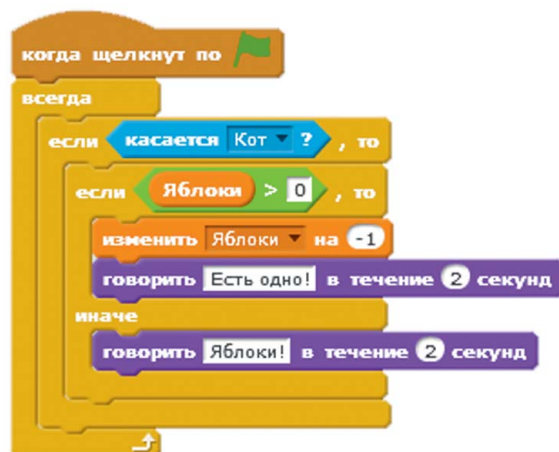 когда щелкнут по
всегда
если касается Кот ? , то
если Яблоки > 0 , то
изменить Яблоки на -1
говорить Есть одно! в течение 2 секунд
иначе
говорить Яблоки! в течение 2 секунд